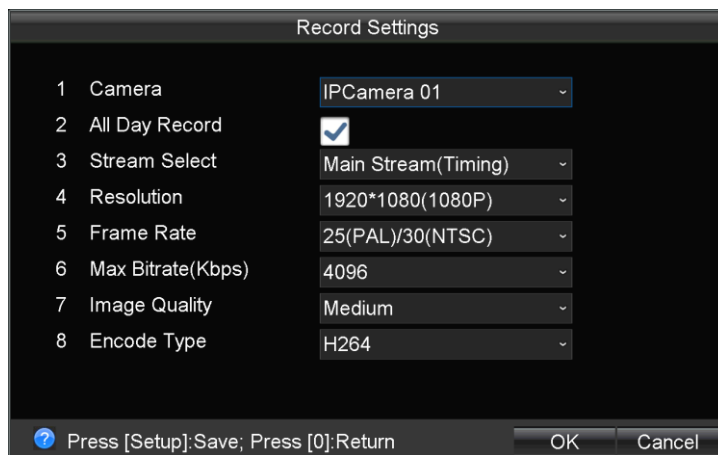 Record Settings
1 Camera IPCamera 01
2 All Day Record
3 Stream Select Main Stream(Timing)
4 Resolution 1920*1080(1080P)
5 Frame Rate 25(PAL)/30(NTSC)
6 Max Bitrate(Kbps) 4096
7 Image Quality Medium
8 Encode Type H264
? Press [Setup]:Save; Press [0]:Return OK Cancel